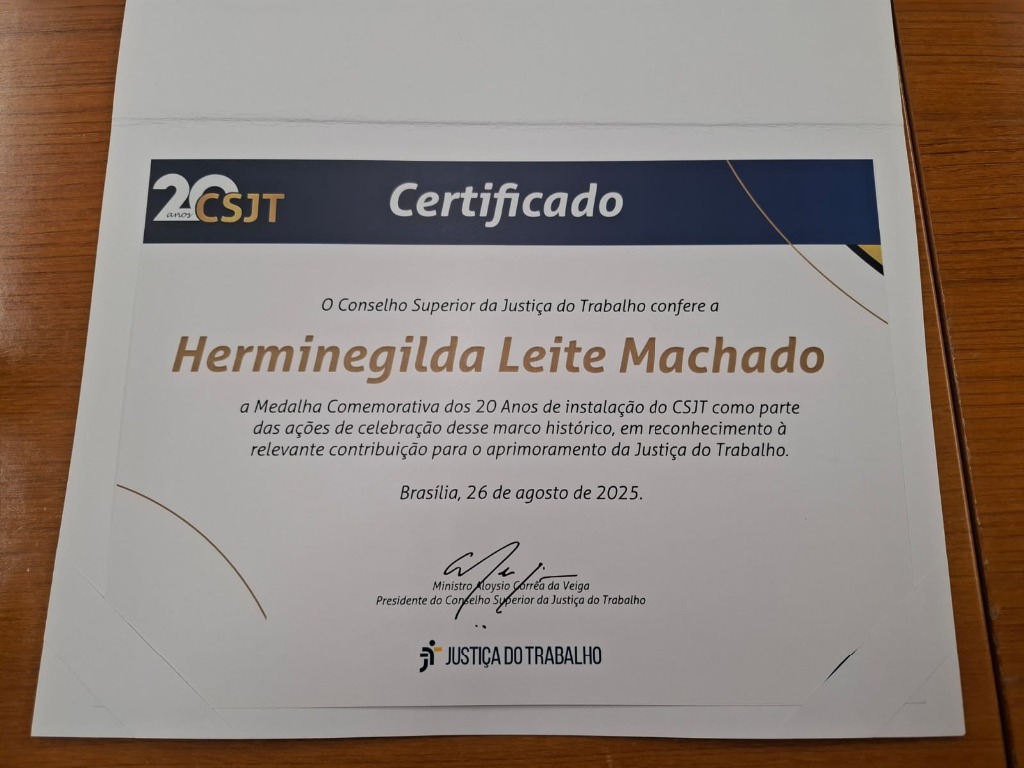 20 anos CSJT
Certificado
O Conselho Superior da Justiça do Trabalho confere a
Herminegilda Leite Machado
a Medalha Comemorativa dos 20 Anos de instalação do CSJT como parte
das ações de celebração desse marco histórico, em reconhecimento à
relevante contribuição para o aprimoramento da Justiça do Trabalho.
Brasília, 26 de agosto de 2025.
Ministro Aloysio Corrêa da Veiga
Presidente do Conselho Superior da Justiça do Trabalho
JUSTIÇA DO TRABALHO